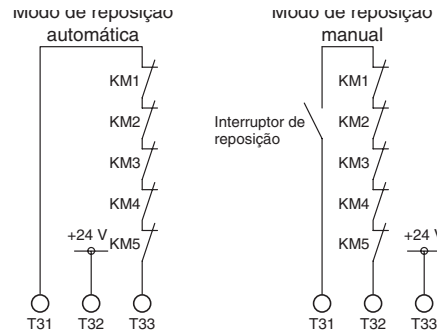 Modo de reposição
automática
KM1
KM2
KM3
KM4
KM5
+24 V
T31 T32 T33
Modo de reposição
manual
KM1
Interruptor de
reposição
KM2
KM3
KM4
KM5
+24 V
T31 T32 T33